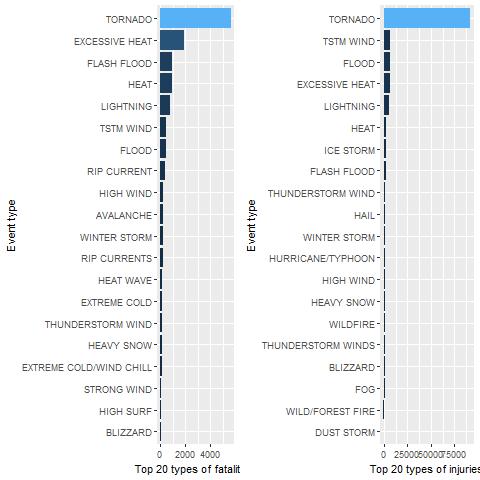 TORNADO
EXCESSIVE HEAT
FLASH FLOOD
HEAT
LIGHTNING
TSTM WIND
FLOOD
RIP CURRENT
HIGH WIND
AVALANCHE
WINTER STORM
RIP CURRENTS
HEAT WAVE
EXTREME COLD
THUNDERSTORM WIND
HEAVY SNOW
EXTREME COLD/WIND CHILL
STRONG WIND
HIGH SURF
BLIZZARD
Event type
0 2000 4000
Top 20 types of fatalit
TORNADO
TSTM WIND
FLOOD
EXCESSIVE HEAT
LIGHTNING
HEAT
ICE STORM
FLASH FLOOD
THUNDERSTORM WIND
HAIL
WINTER STORM
HURRICANE/TYPHOON
HIGH WIND
HEAVY SNOW
WILDFIRE
THUNDERSTORM WINDS
BLIZZARD
FOG
WILD/FOREST FIRE
DUST STORM
Event type
0 25000 50000 75000
Top 20 types of injuries